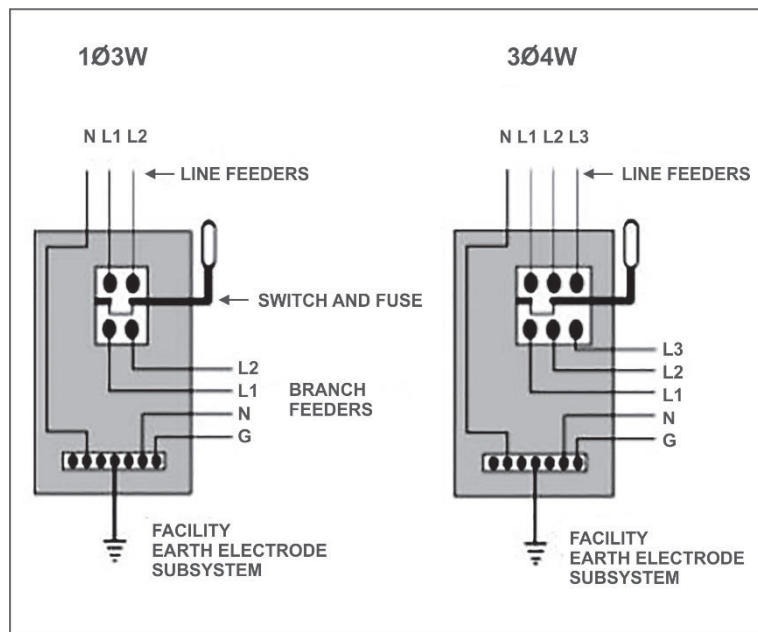 1Ø3W
N L1 L2
LINE FEEDERS
SWITCH AND FUSE
L2
L1
BRANCH
FEEDERS
N
G
FACILITY
EARTH ELECTRODE
SUBSYSTEM
3Ø4W
N L1 L2 L3
LINE FEEDERS
L3
L2
L1
N
G
FACILITY
EARTH ELECTRODE
SUBSYSTEM